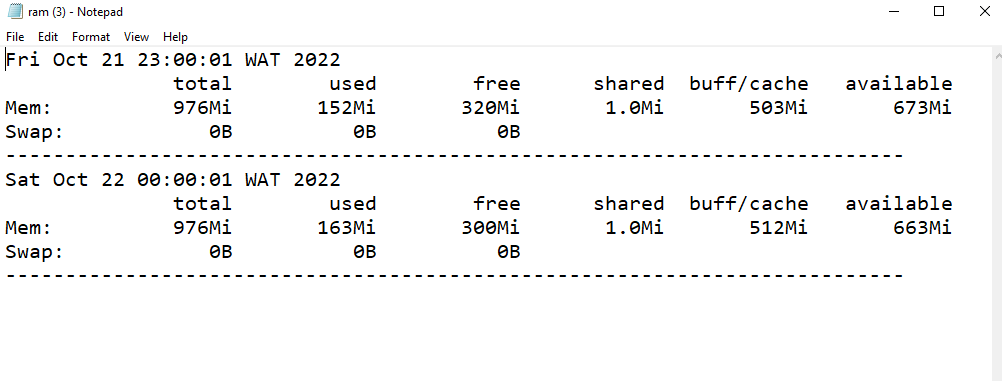 ram (3) - Notepad
File Edit Format View Help
Fri Oct 21 23:00:01 WAT 2022
              total        used        free      shared  buff/cache   available
Mem:          976Mi       152Mi       320Mi       1.0Mi       503Mi       673Mi
Swap:            0B          0B          0B
---------------------------------------------------------------------------
Sat Oct 22 00:00:01 WAT 2022
              total        used        free      shared  buff/cache   available
Mem:          976Mi       163Mi       300Mi       1.0Mi       512Mi       663Mi
Swap:            0B          0B          0B
---------------------------------------------------------------------------